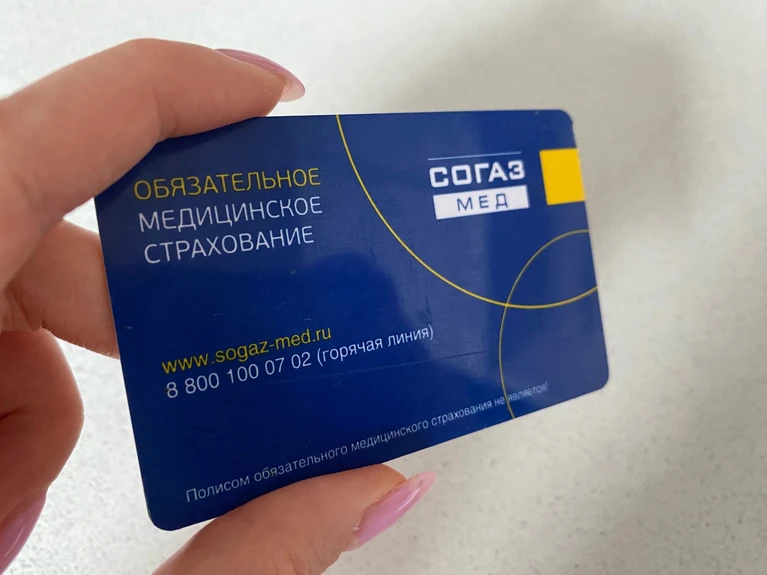 ОБЯЗАТЕЛЬНОЕ
МЕДИЦИНСКОЕ
СТРАХОВАНИЕ
СОГАЗ
МЕД
www.sogaz-med.ru
8 800 100 07 02 (горячая линия)
Полисом обязательного медицинского страхования не является!